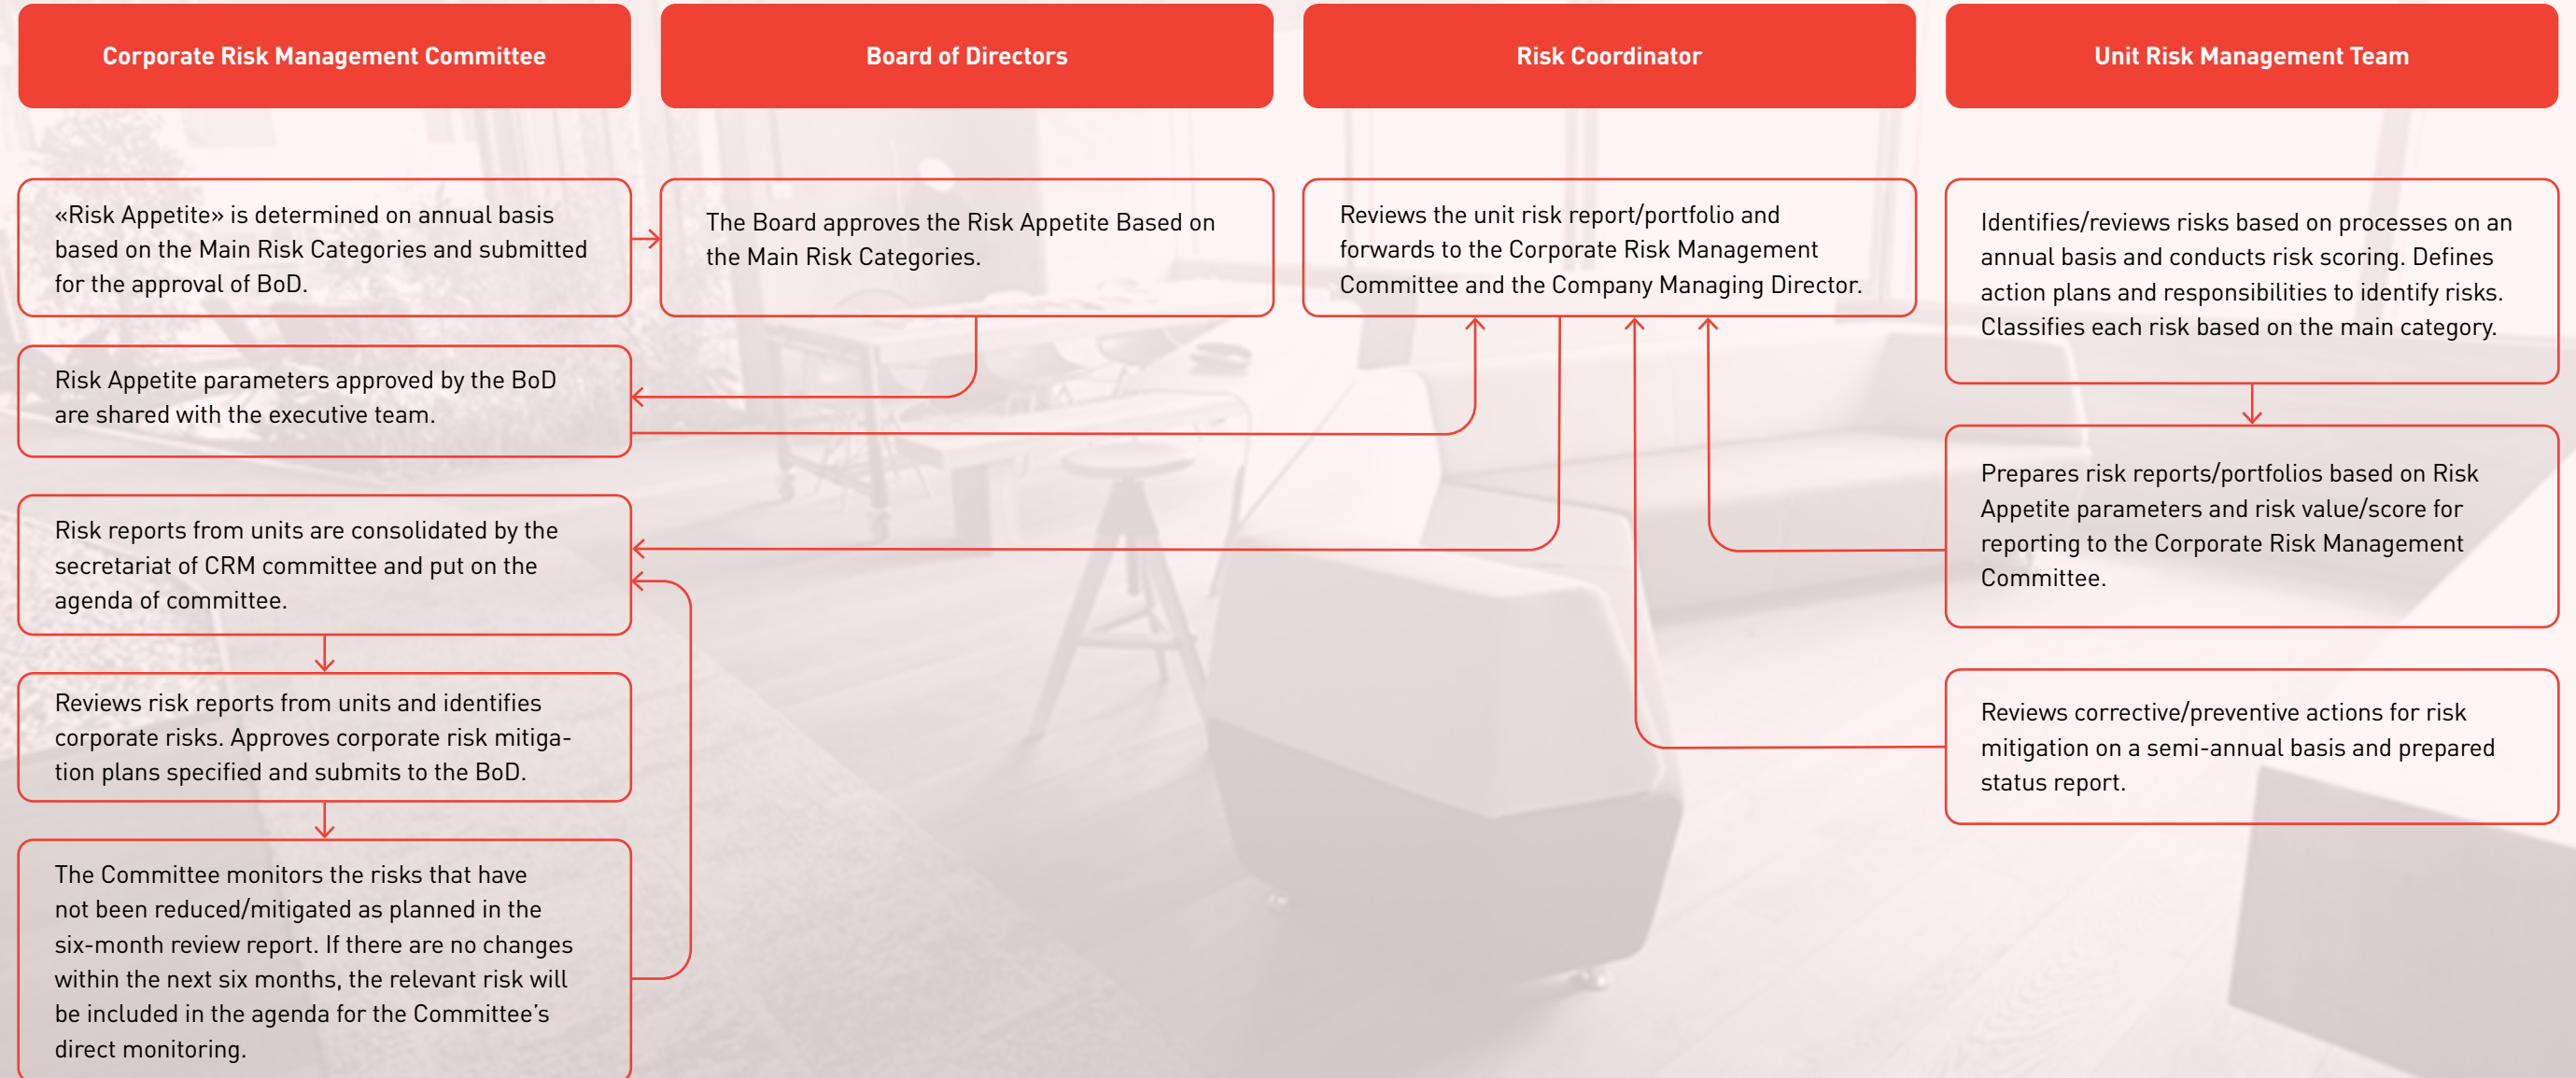 Corporate Risk Management Committee
Board of Directors
Risk Coordinator
Unit Risk Management Team
«Risk Appetite» is determined on annual basis
based on the Main Risk Categories and submitted
for the approval of BoD.
The Board approves the Risk Appetite Based on
the Main Risk Categories.
Reviews the unit risk report/portfolio and
forwards to the Corporate Risk Management
Committee and the Company Managing Director.
Identifies/reviews risks based on processes on an
annual basis and conducts risk scoring. Defines
action plans and responsibilities to identify risks.
Classifies each risk based on the main category.
Risk Appetite parameters approved by the BoD
are shared with the executive team.
Prepares risk reports/portfolios based on Risk
Appetite parameters and risk value/score for
reporting to the Corporate Risk Management
Committee.
Risk reports from units are consolidated by the
secretariat of CRM committee and put on the
agenda of committee.
Reviews risk reports from units and identifies
corporate risks. Approves corporate risk mitiga-
tion plans specified and submits to the BoD.
Reviews corrective/preventive actions for risk
mitigation on a semi-annual basis and prepared
status report.
The Committee monitors the risks that have
not been reduced/mitigated as planned in the
six-month review report. If there are no changes
within the next six months, the relevant risk will
be included in the agenda for the Committee’s
direct monitoring.